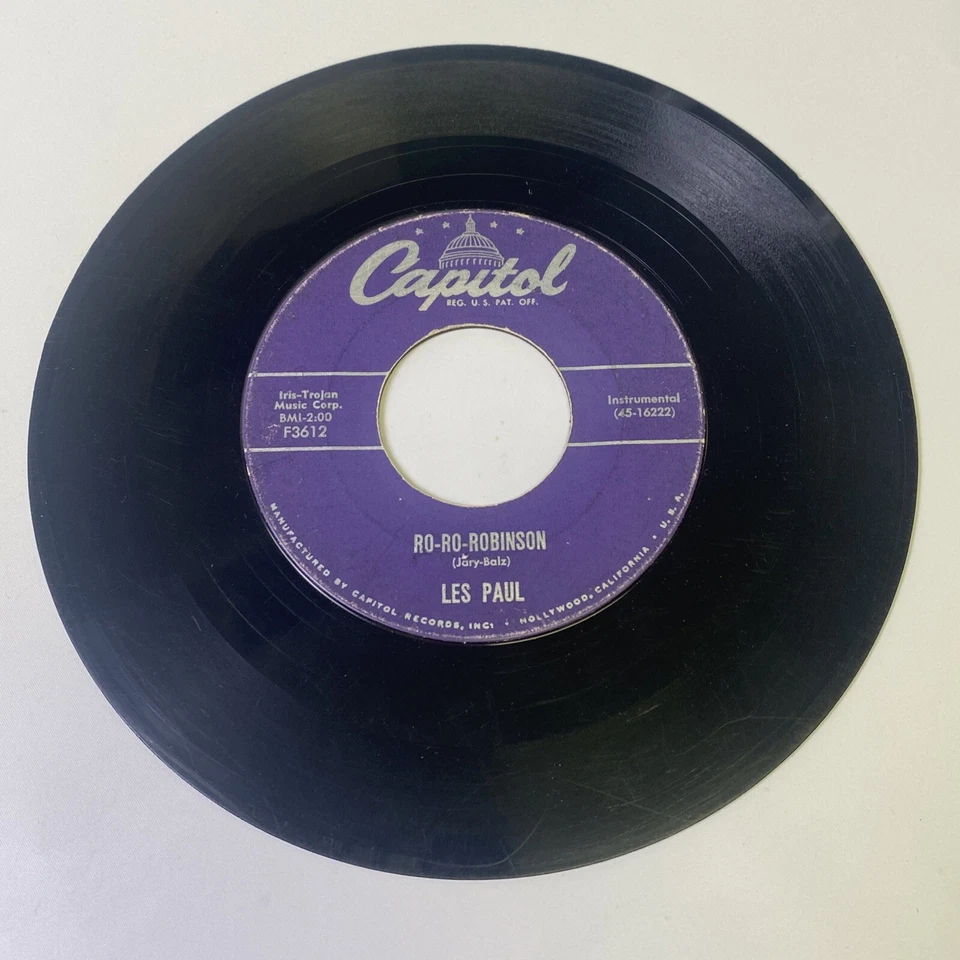 Capitol
REG. U. S. PAT. OFF.
Iris-Trojan
Music Corp.
BMI-2:00
F3612
Instrumental
(45-16222)
RO-RO-ROBINSON
(Jary-Balz)
LES PAUL
MANUFACTURED BY CAPITOL RECORDS, INC. • HOLLYWOOD, CALIFORNIA • U. S. A.